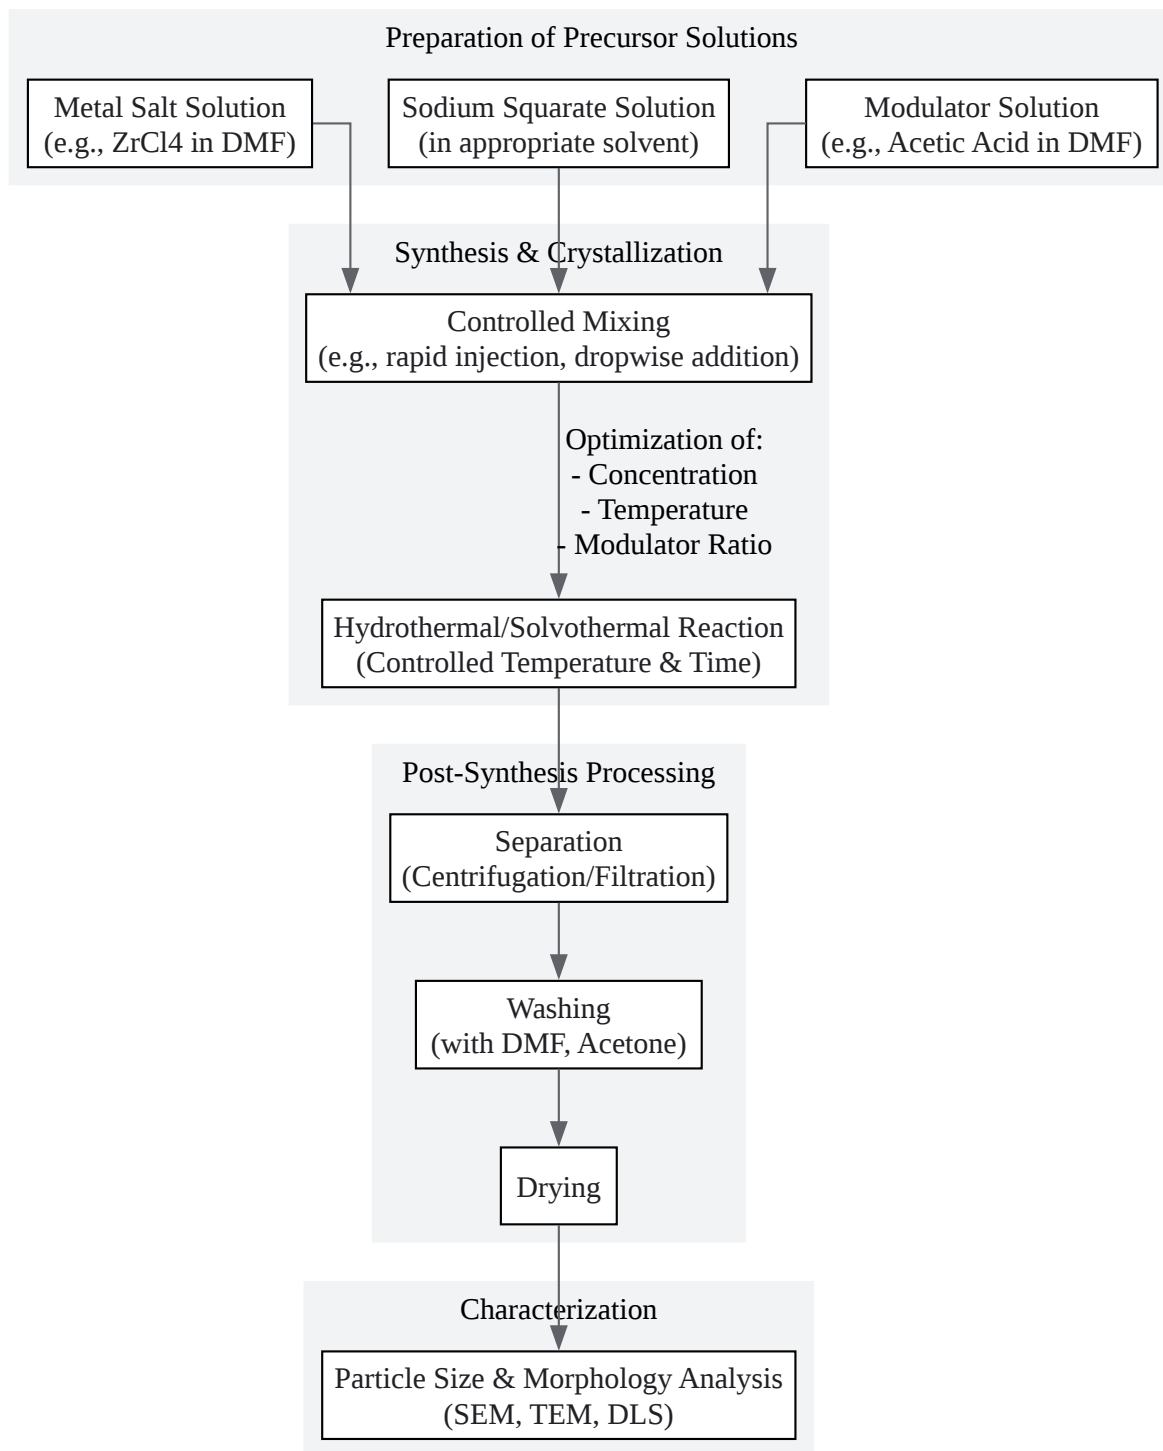 Preparation of Precursor Solutions
Metal Salt Solution
(e.g., ZrCl4 in DMF)
Sodium Squarate Solution
(in appropriate solvent)
Modulator Solution
(e.g., Acetic Acid in DMF)
Synthesis & Crystallization
Controlled Mixing
(e.g., rapid injection, dropwise addition)
Optimization of:
- Concentration
- Temperature
- Modulator Ratio
Hydrothermal/Solvothermal Reaction
(Controlled Temperature & Time)
Post-Synthesis Processing
Separation
(Centrifugation/Filtration)
Washing
(with DMF, Acetone)
Drying
Characterization
Particle Size & Morphology Analysis
(SEM, TEM, DLS)